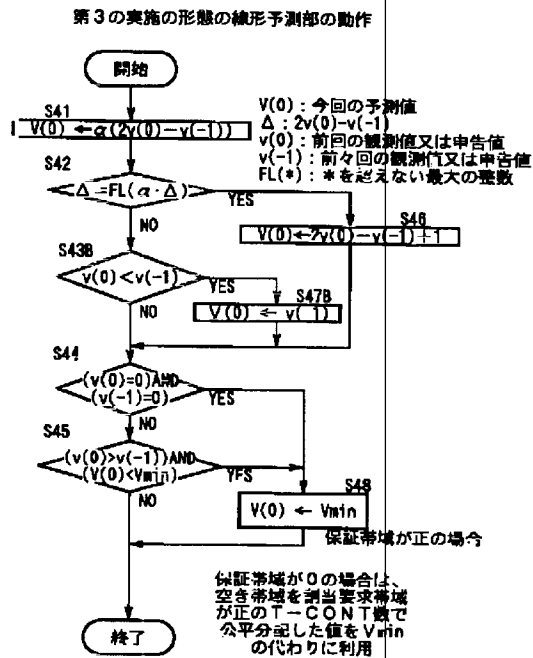 第3の実施の形態の線形予測部の動作
開始
S41
V(0) ←α(2v(0)−v(−1))
V(0)：今回の予測値
Δ：2v(0)−v(−1)
v(0)：前回の観測値又は申告値
v(−1)：前々回の観測値又は申告値
FL(*)：*を超えない最大の整数
S42
Δ=FL(α・Δ)
YES
NO
S46
V(0)←2v(0)−v(−1)+1
S43B
v(0)<v(−1)
YES
NO
S47B
V(0) ← v(−1)
S44
(v(0)=0)AND
(v(−1)=0)
YES
NO
S45
(v(0)>v(−1))AND
(V(0)<Vmin)
YES
NO
S48
V(0) ← Vmin
保証帯域が正の場合
保証帯域が0の場合は、
空き帯域を割当要求帯域
が正のT−CONT数で
公平分配した値をVmin
の代わりに利用
終了